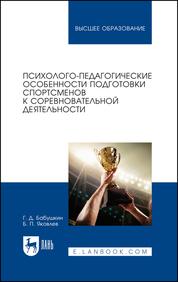 ВЫСШЕЕ ОБРАЗОВАНИЕ
ПСИХОЛОГО-ПЕДАГОГИЧЕСКИЕ
ОСОБЕННОСТИ ПОДГОТОВКИ
СПОРТСМЕНОВ
К СОРЕВНОВАТЕЛЬНОЙ
ДЕЯТЕЛЬНОСТИ
Г. Д. Бабушкин
Б. П. Яковлев
ЛАНЬ
E.LANBOOK.COM